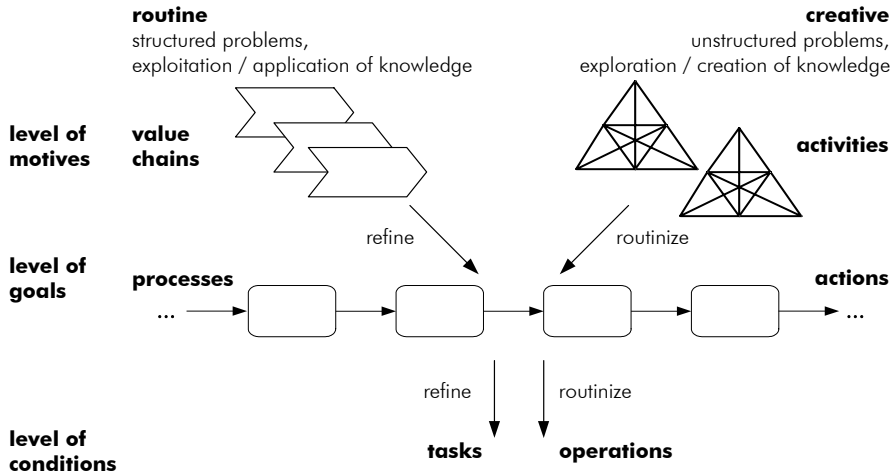 routine
structured problems,
exploitation / application of knowledge
creative
unstructured problems,
exploration / creation of knowledge
level of
motives
value
chains
activities
refine
routinize
level of
goals
processes
actions
...
...
refine
routinize
level of
conditions
tasks
operations